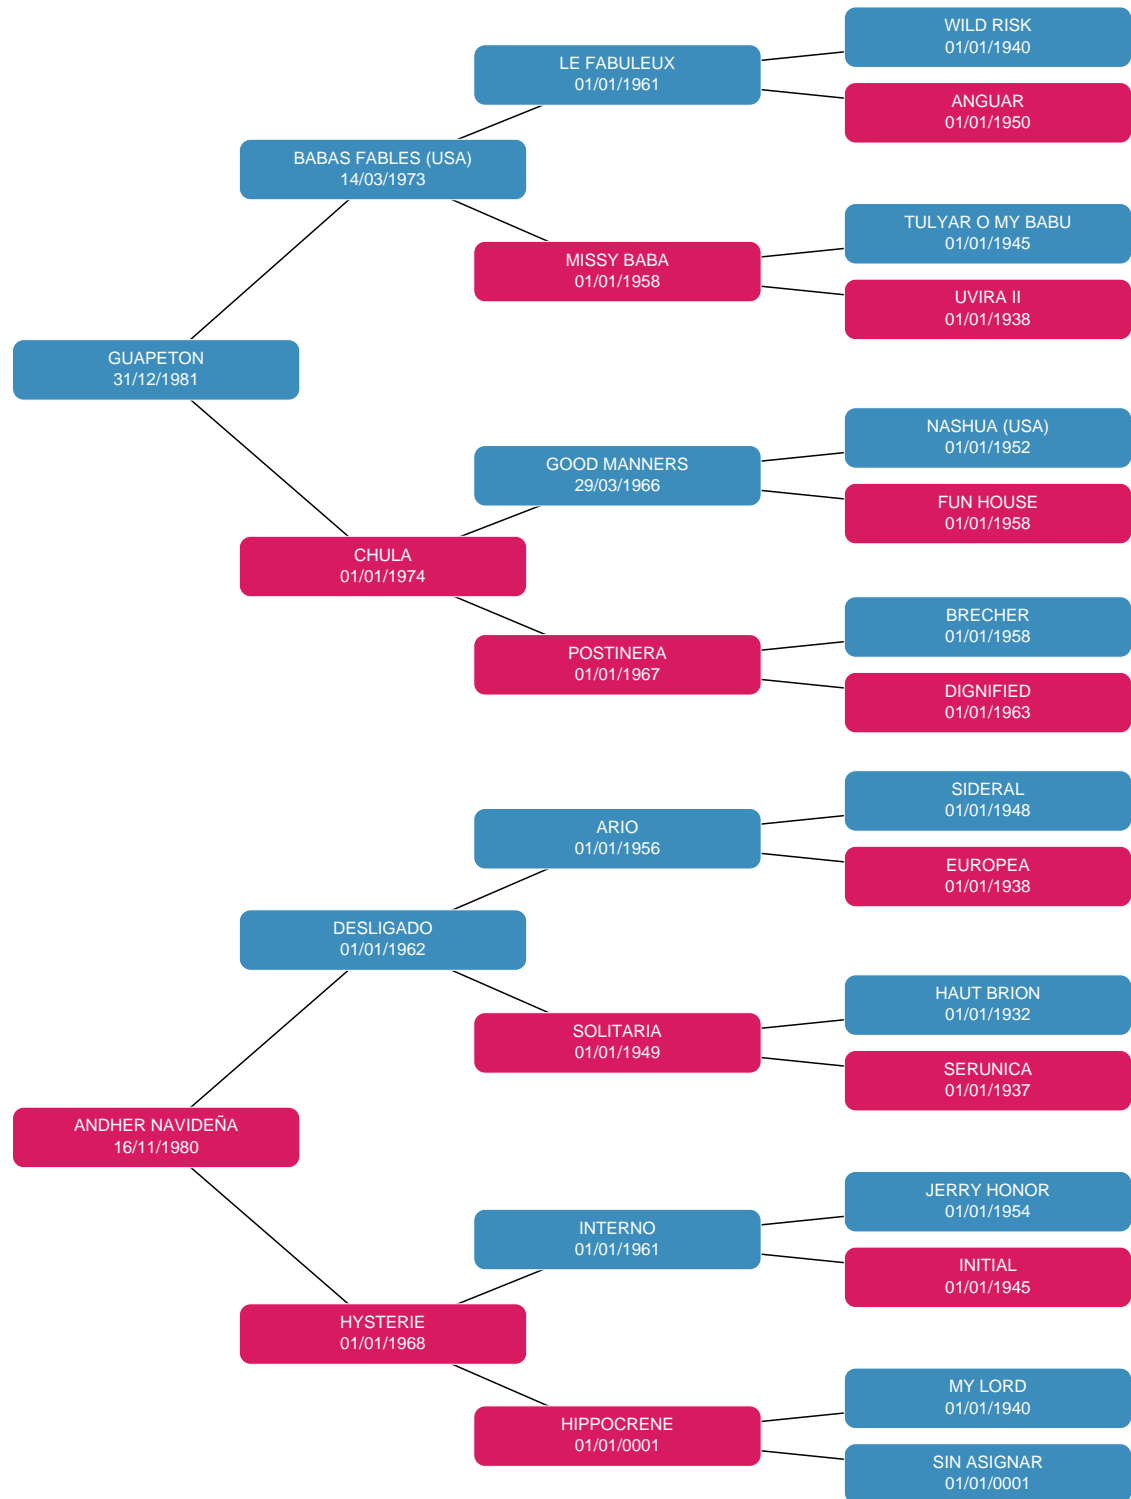 WILD RISK
01/01/1940
LE FABULEUX
01/01/1961
ANGUAR
01/01/1950
BABAS FABLES (USA)
14/03/1973
TULYAR O MY BABU
01/01/1945
MISSY BABA
01/01/1958
UVIRA II
01/01/1938
GUAPETON
31/12/1981
NASHUA (USA)
01/01/1952
GOOD MANNERS
29/03/1966
FUN HOUSE
01/01/1958
CHULA
01/01/1974
BRECHER
01/01/1958
POSTINERA
01/01/1967
DIGNIFIED
01/01/1963
SIDERAL
01/01/1948
ARIO
01/01/1956
EUROPEA
01/01/1938
DESLIGADO
01/01/1962
HAUT BRION
01/01/1932
SOLITARIA
01/01/1949
SERUNICA
01/01/1937
ANDHER NAVIDEÑA
16/11/1980
JERRY HONOR
01/01/1954
INTERNO
01/01/1961
INITIAL
01/01/1945
HYSTERIE
01/01/1968
MY LORD
01/01/1940
HIPPOCRENE
01/01/0001
SIN ASIGNAR
01/01/0001